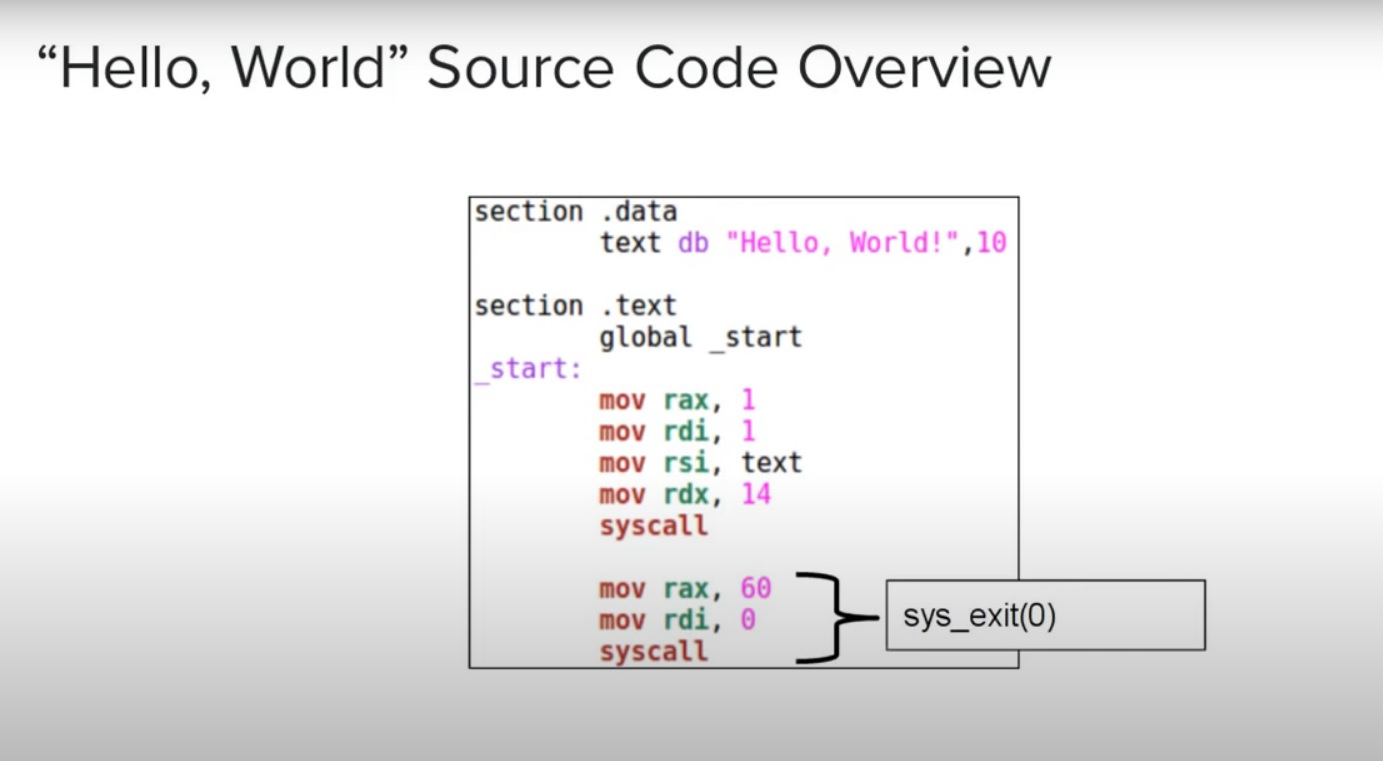 “Hello, World” Source Code Overview
section .data
text db "Hello, World!",10
section .text
global _start
_start:
mov rax, 1
mov rdi, 1
mov rsi, text
mov rdx, 14
syscall
mov rax, 60
mov rdi, 0
syscall
sys_exit(0)